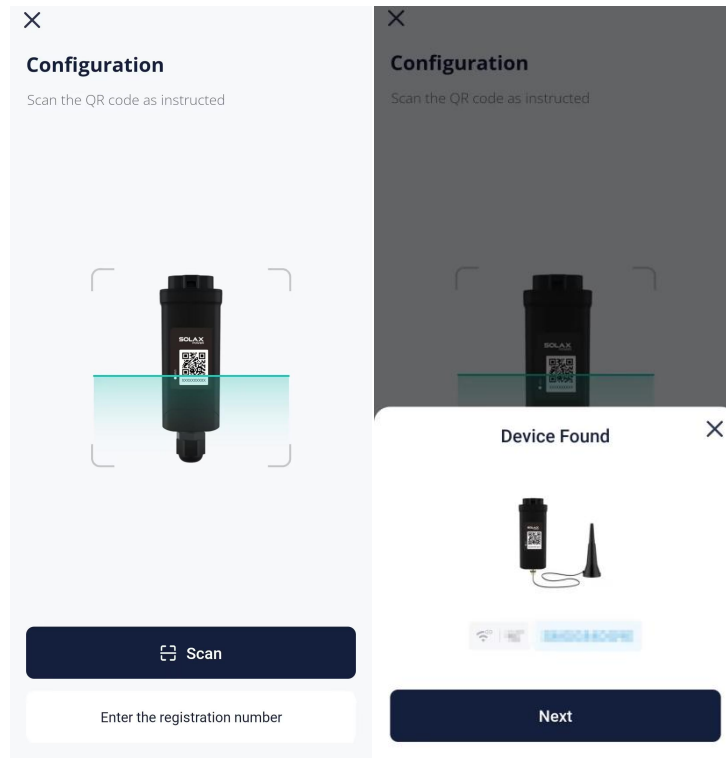 Configuration
Scan the QR code as instructed
SOLAX
Scan
Enter the registration number
Configuration
Scan the QR code as instructed
SOLAX
Device Found
SOLAX
Next